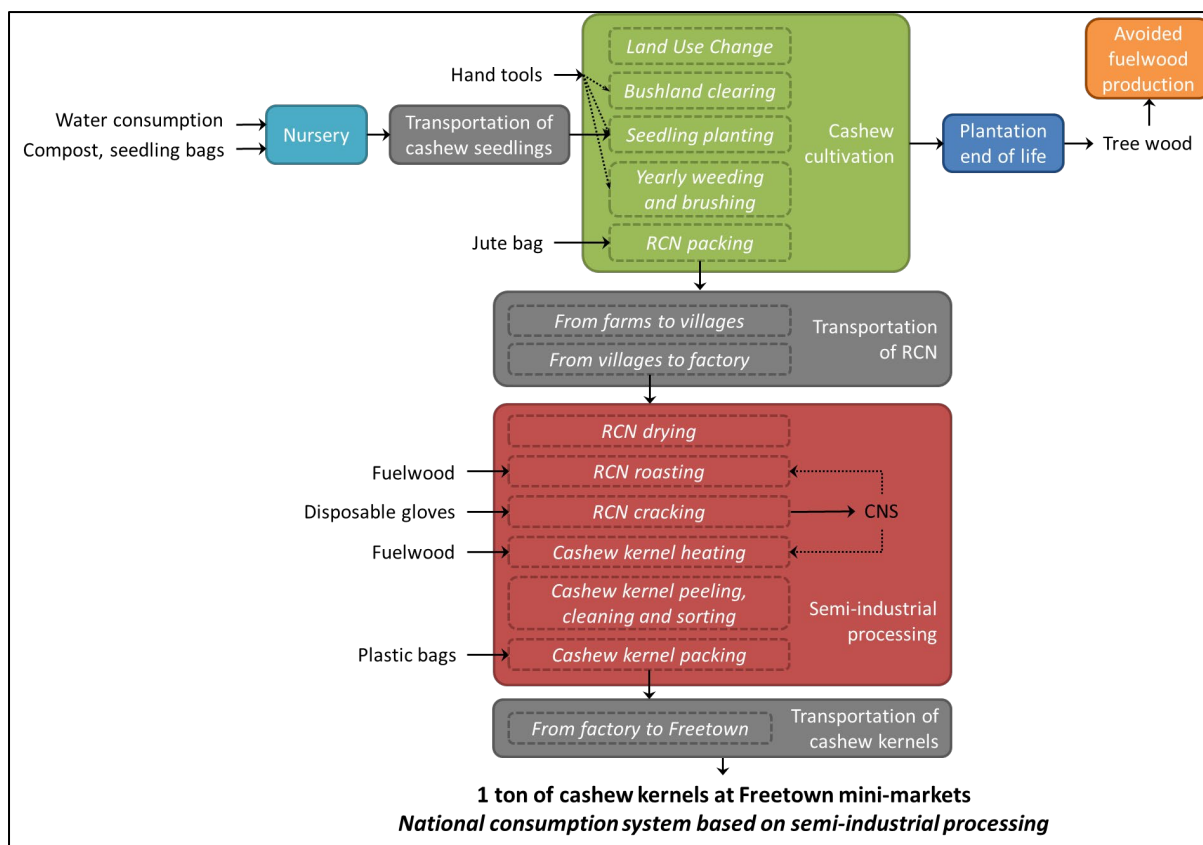 Land Use Change
Avoided
fuelwood
production
Hand tools
Bushland clearing
Water consumption
Compost, seedling bags
Nursery
Transportation of
cashew seedlings
Seedling planting
Cashew
cultivation
Plantation
end of life
Tree wood
Yearly weeding
and brushing
Jute bag
RCN packing
From farms to villages
From villages to factory
Transportation
of RCN
RCN drying
Fuelwood
RCN roasting
Disposable gloves
RCN cracking
CNS
Fuelwood
Cashew kernel heating
Cashew kernel peeling,
cleaning and sorting
Semi-industrial
processing
Plastic bags
Cashew kernel packing
From factory to Freetown
Transportation of
cashew kernels
1 ton of cashew kernels at Freetown mini-markets
National consumption system based on semi-industrial processing